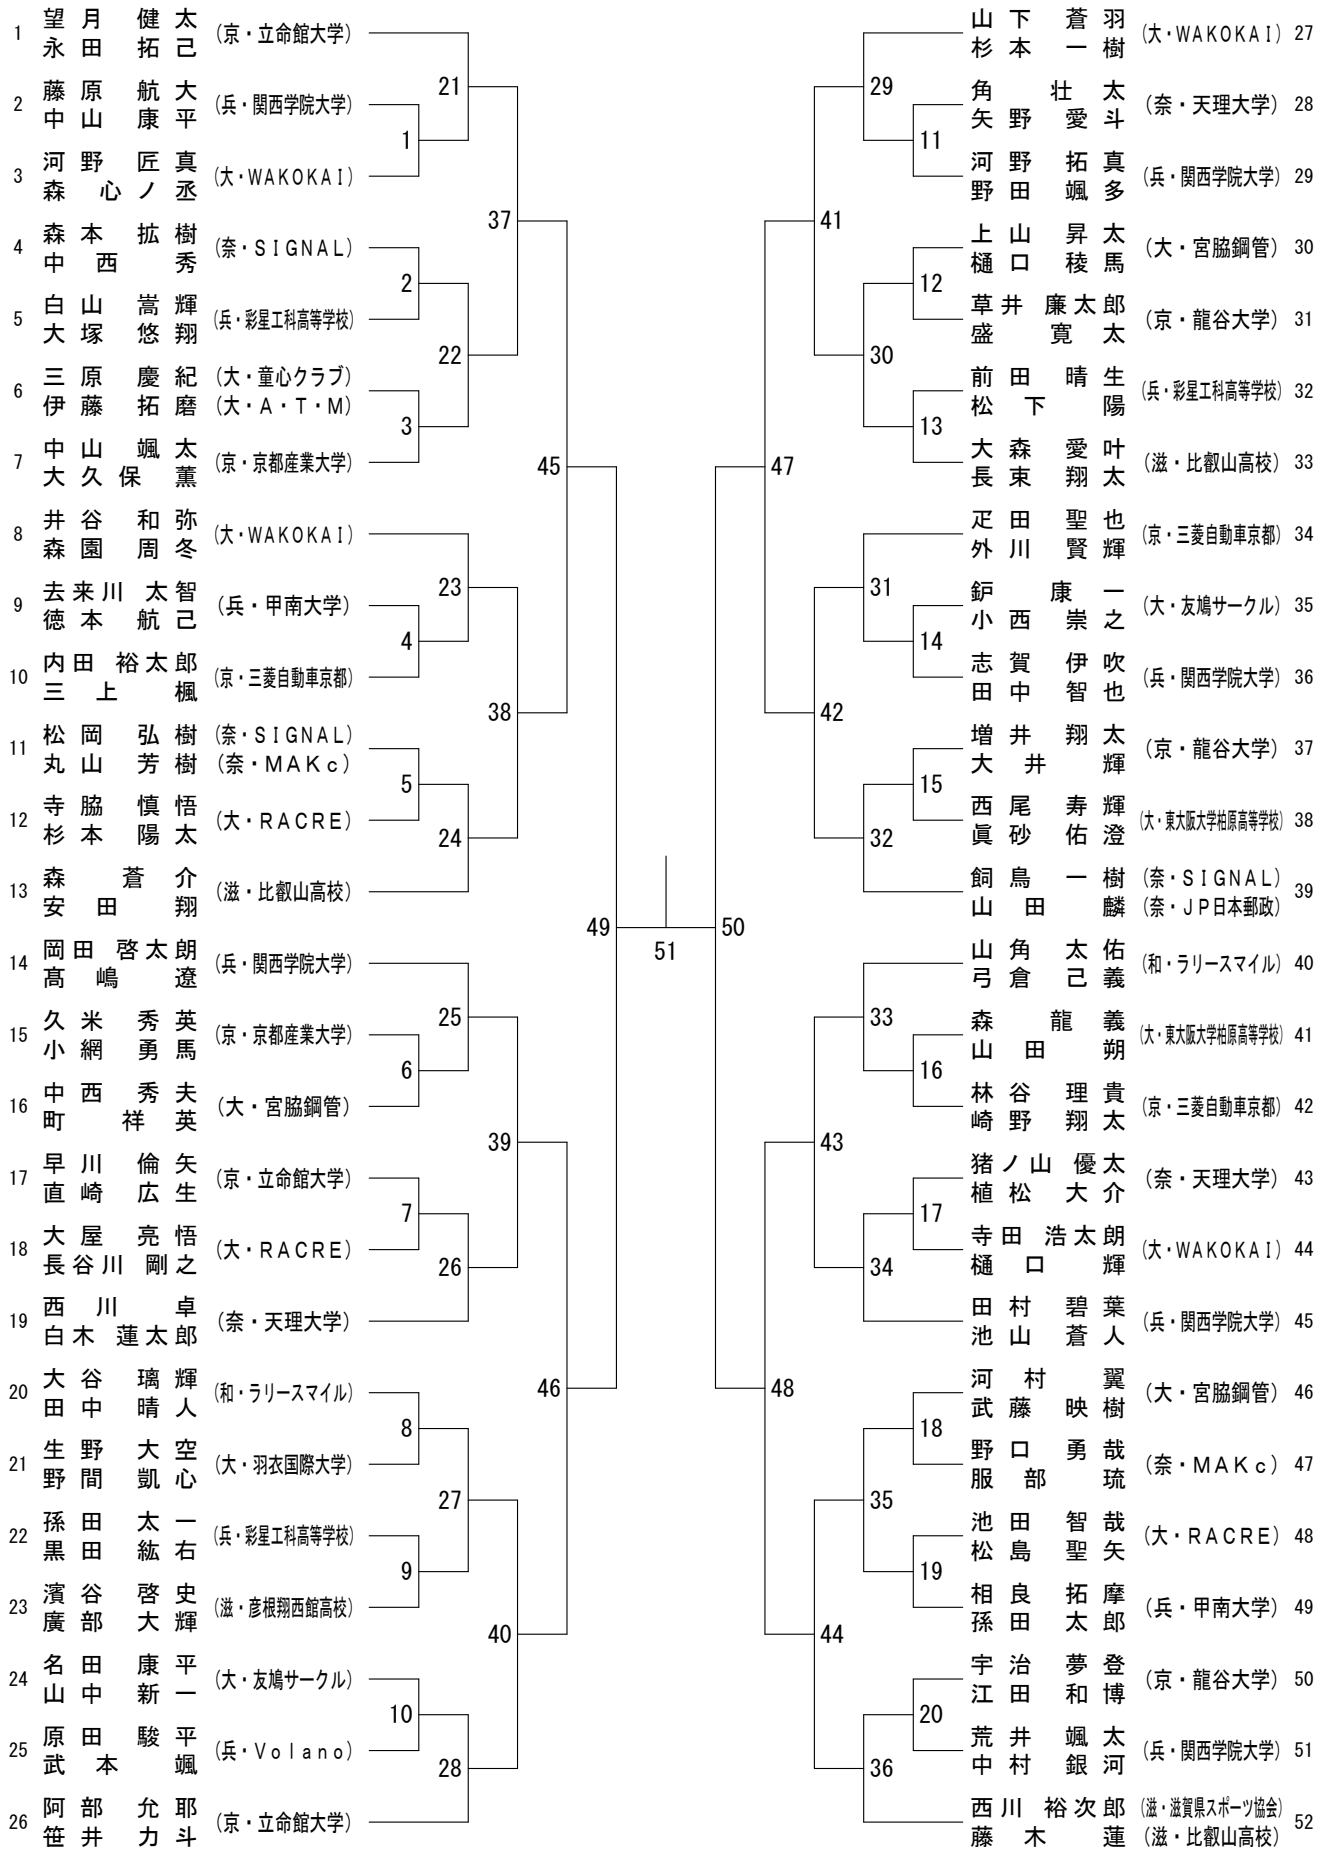 1 望月 健太 (京・立命館大学)
永田 拓己
2 藤原 航大 (兵・関西学院大学)
中山 康平
3 河野 匠真 (大・WAKOKAI)
森 心ノ丞
4 森本 拡樹 (奈・SIGNAL)
中西 秀
5 白山 嵩輝 (兵・彩星工科高等学校)
大塚 悠翔
6 三原 慶紀 (大・童心クラブ)
伊藤 拓磨 (大・A・T・M)
7 中山 颯太 (京・京都産業大学)
大久保 薫
8 井谷 和弥 (大・WAKOKAI)
森園 周冬
9 去来川 太智 (兵・甲南大学)
徳本 航己
10 内田 裕太郎 (京・三菱自動車京都)
三上 楓
11 松岡 弘樹 (奈・SIGNAL)
丸山 芳樹 (奈・MAKc)
12 寺脇 慎悟 (大・RACRE)
杉本 陽太
13 森 蒼介 (滋・比叡山高校)
安田 翔
14 岡田 啓太朗 (兵・関西学院大学)
髙嶋 遼
15 久米 秀英 (京・京都産業大学)
小網 勇馬
16 中西 秀夫 (大・宮脇鋼管)
町 祥英
17 早川 倫矢 (京・立命館大学)
直崎 広生
18 大屋 亮悟 (大・RACRE)
長谷川 剛之
19 西川 卓 (奈・天理大学)
白木 蓮太郎
20 大谷 璃輝 (和・ラリースマイル)
田中 晴人
21 生野 大空 (大・羽衣国際大学)
野間 凱心
22 孫田 太一 (兵・彩星工科高等学校)
黒田 紘右
23 濱谷 啓史 (滋・彦根翔西館高校)
廣部 大輝
24 名田 康平 (大・友鳩サークル)
山中 新一
25 原田 駿平 (兵・Volano)
武本 颯
26 阿部 允耶 (京・立命館大学)
笹井 力斗
21
1
37
2
22
3
45
23
4
38
5
24
49
25
6
39
7
26
46
8
27
9
40
10
28
51
50
29
11
41
12
30
13
47
31
14
42
15
32
33
16
43
17
34
48
18
35
19
44
20
36
山下 蒼羽 (大・WAKOKAI) 27
杉本 一樹
角 壮太 (奈・天理大学) 28
矢野 愛斗
河野 拓真 (兵・関西学院大学) 29
野田 颯多
上山 昇太 (大・宮脇鋼管) 30
樋口 稜馬
草井 廉太郎 (京・龍谷大学) 31
盛 寛太
前田 晴生 (兵・彩星工科高等学校) 32
松下 陽
大森 愛叶 (滋・比叡山高校) 33
長束 翔太
疋田 聖也 (京・三菱自動車京都) 34
外川 賢輝
鈩 康一 (大・友鳩サークル) 35
小西 崇之
志賀 伊吹 (兵・関西学院大学) 36
田中 智也
増井 翔太 (京・龍谷大学) 37
大井 輝
西尾 寿輝 (大・東大阪大学柏原高等学校) 38
眞砂 佑澄
飼鳥 一樹 (奈・SIGNAL) 39
山田 麟 (奈・JP日本郵政)
山角 太佑 (和・ラリースマイル) 40
弓倉 己義
森 龍義 (大・東大阪大学柏原高等学校) 41
山田 朔
林谷 理貴 (京・三菱自動車京都) 42
崎野 翔太
猪ノ山 優太 (奈・天理大学) 43
植松 大介
寺田 浩太朗 (大・WAKOKAI) 44
樋口 輝
田村 碧葉 (兵・関西学院大学) 45
池山 蒼人
河村 翼 (大・宮脇鋼管) 46
武藤 映樹
野口 勇哉 (奈・MAKc) 47
服部 琉
池田 智哉 (大・RACRE) 48
松島 聖矢
相良 拓摩 (兵・甲南大学) 49
孫田 太郎
宇治 夢登 (京・龍谷大学) 50
江田 和博
荒井 颯太 (兵・関西学院大学) 51
中村 銀河
西川 裕次郎 (滋・滋賀県スポーツ協会) 52
藤木 蓮 (滋・比叡山高校)